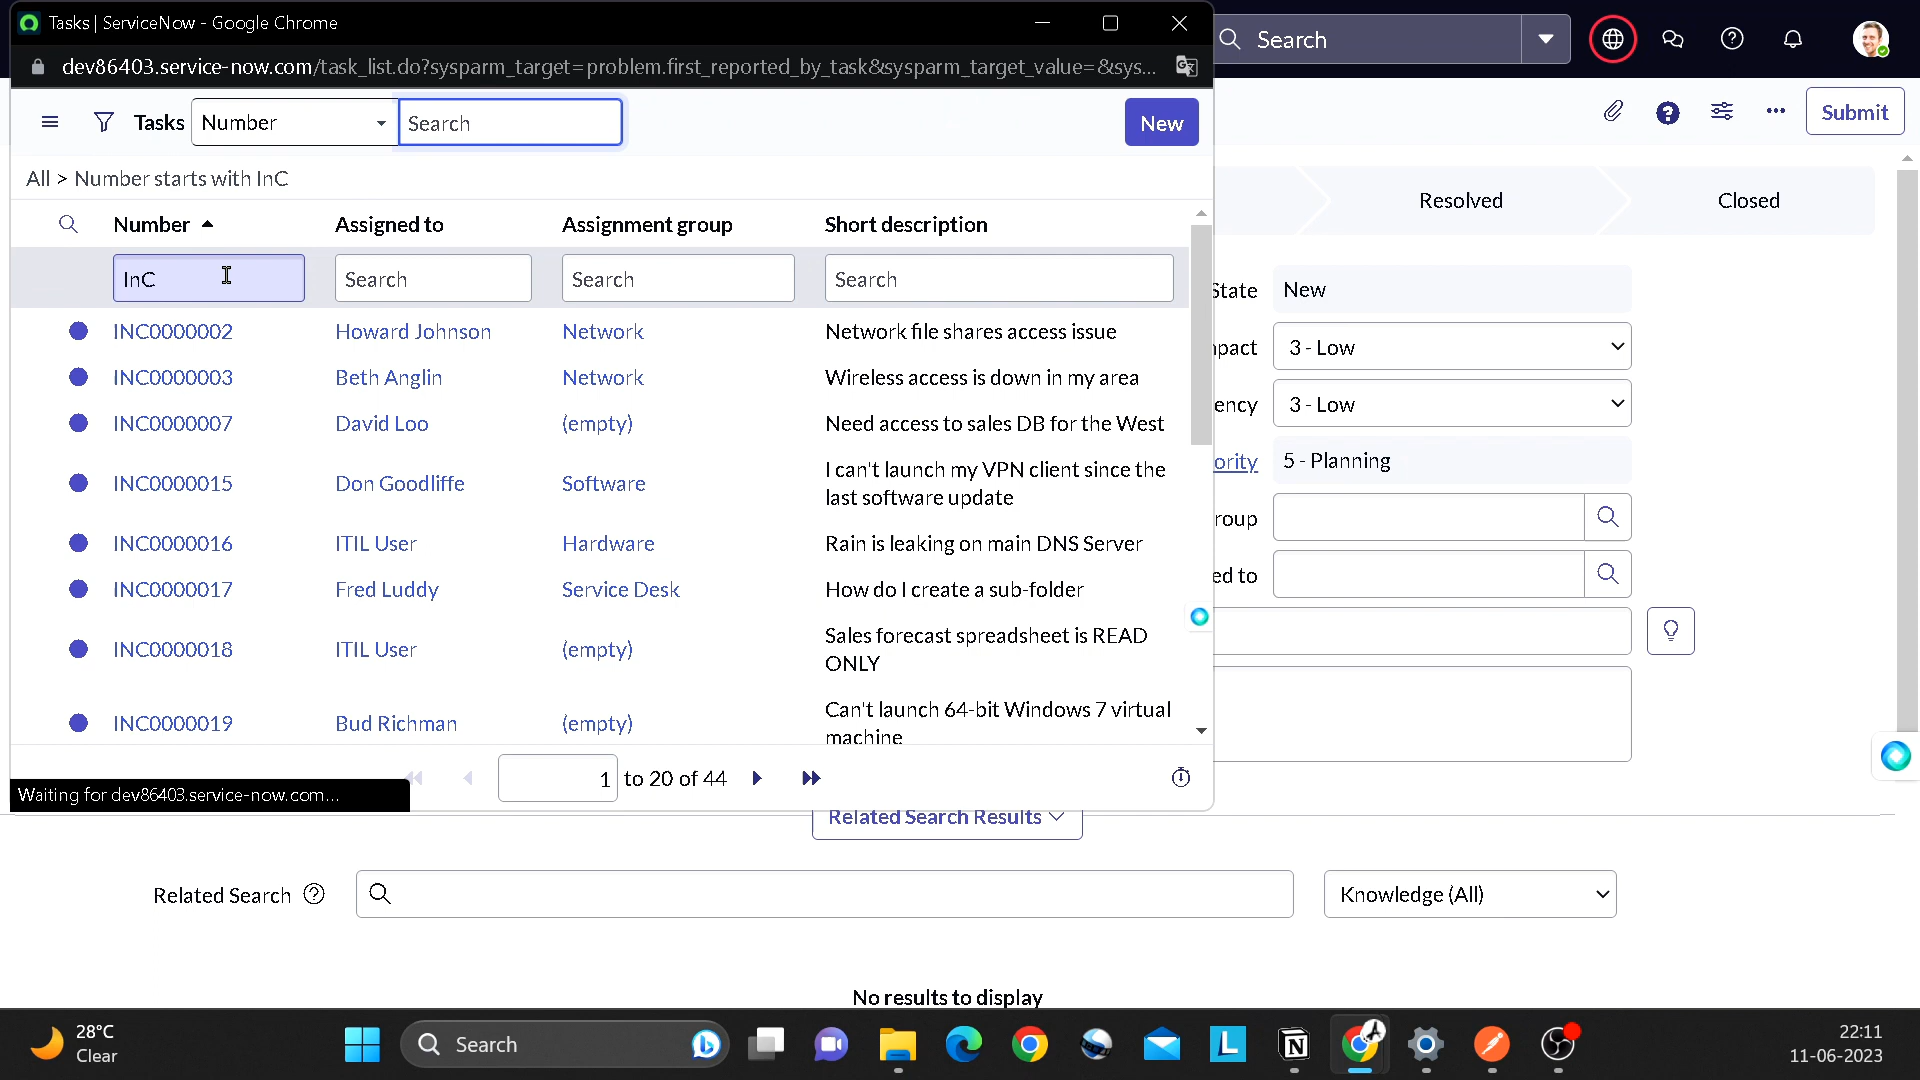 Tasks | ServiceNow - Google Chrome
dev86403.service-now.com/task_list.do?sysparm_target=problem.first_reported_by_task&sysparm_target_value=&sys...
Search
Tasks Number Search New
Submit
All > Number starts with InC
Resolved Closed
Number Assigned to Assignment group Short description
InC Search Search Search
State New
INC0000002 Howard Johnson Network Network file shares access issue
mpact 3 - Low
INC0000003 Beth Anglin Network Wireless access is down in my area
ency 3 - Low
INC0000007 David Loo (empty) Need access to sales DB for the West
ority 5 - Planning
INC0000015 Don Goodliffe Software I can't launch my VPN client since the
last software update
roup
INC0000016 ITIL User Hardware Rain is leaking on main DNS Server
ed to
INC0000017 Fred Luddy Service Desk How do I create a sub-folder
INC0000018 ITIL User (empty) Sales forecast spreadsheet is READ
ONLY
INC0000019 Bud Richman (empty) Can't launch 64-bit Windows 7 virtual
machine
1 to 20 of 44
Waiting for dev86403.service-now.com...
Related Search Results
Related Search Knowledge (All)
No results to display
28°C
Clear
Search
22:11
11-06-2023